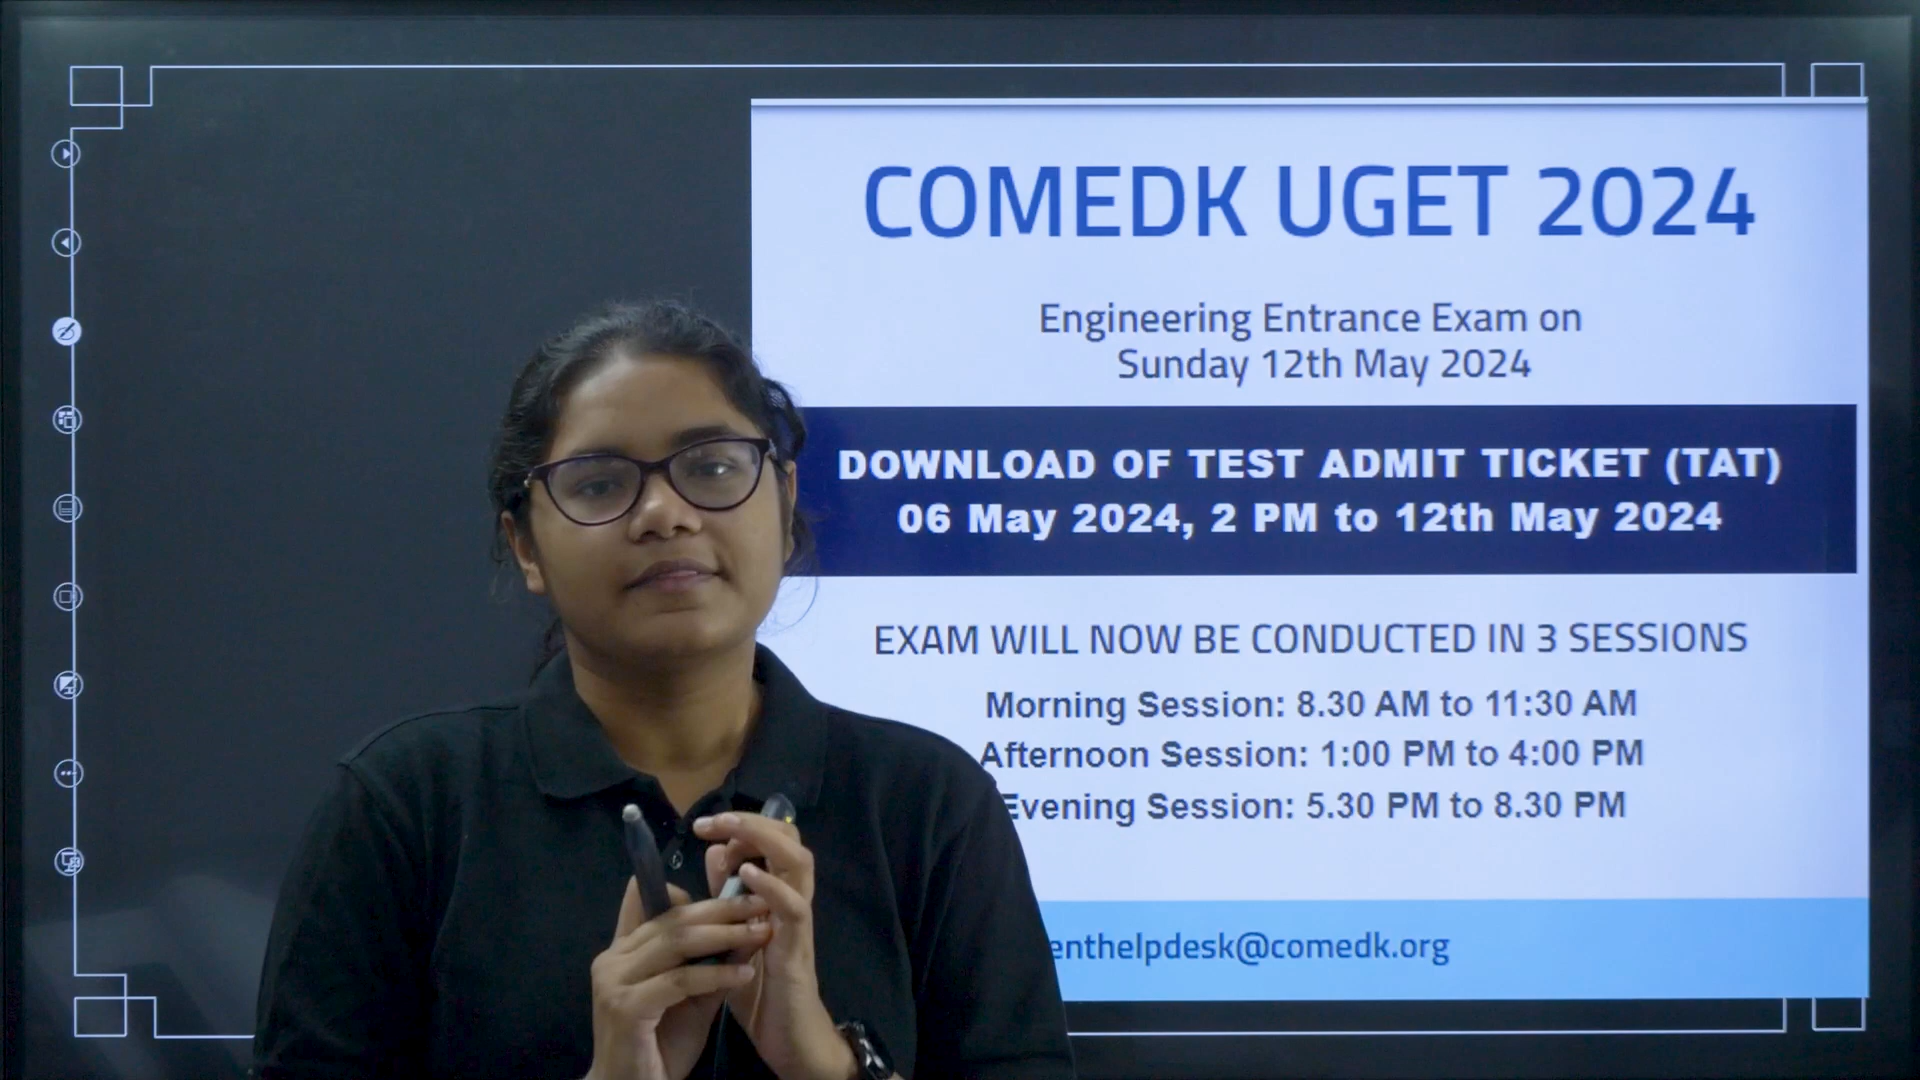 COMEDK UGET 2024
Engineering Entrance Exam on
Sunday 12th May 2024
DOWNLOAD OF TEST ADMIT TICKET (TAT)
06 May 2024, 2 PM to 12th May 2024
EXAM WILL NOW BE CONDUCTED IN 3 SESSIONS
Morning Session: 8.30 AM to 11:30 AM
Afternoon Session: 1:00 PM to 4:00 PM
Evening Session: 5.30 PM to 8.30 PM
enthelpdesk@comedk.org